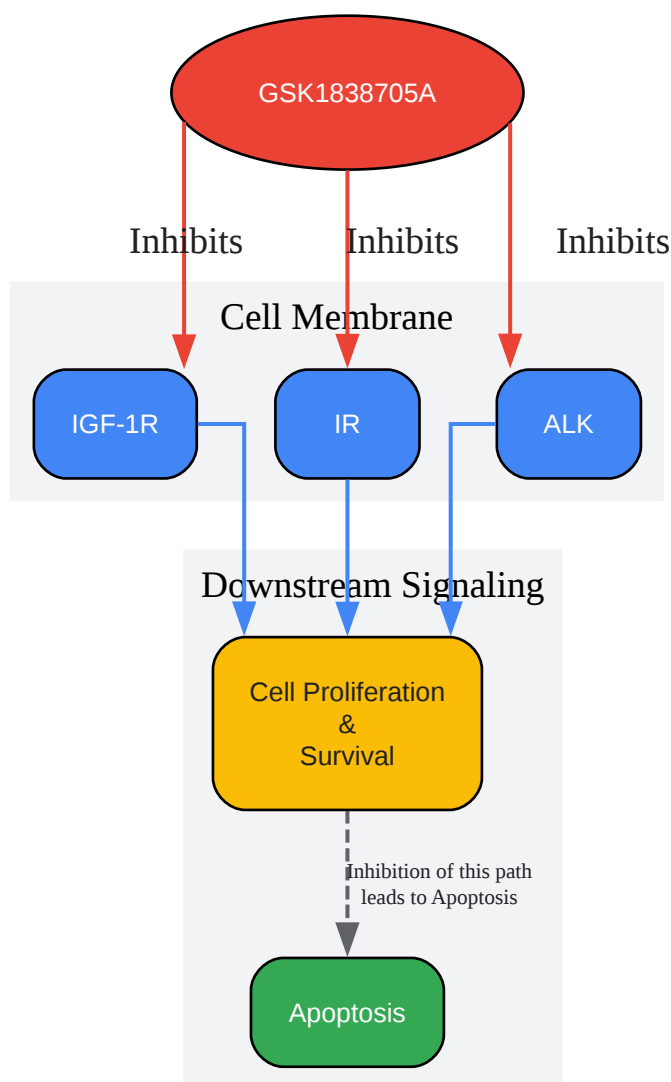 GSK1838705A
Inhibits
Inhibits
Inhibits
Cell Membrane
IGF-1R
IR
ALK
Downstream Signaling
Cell Proliferation
&
Survival
Inhibition of this path
leads to Apoptosis
Apoptosis